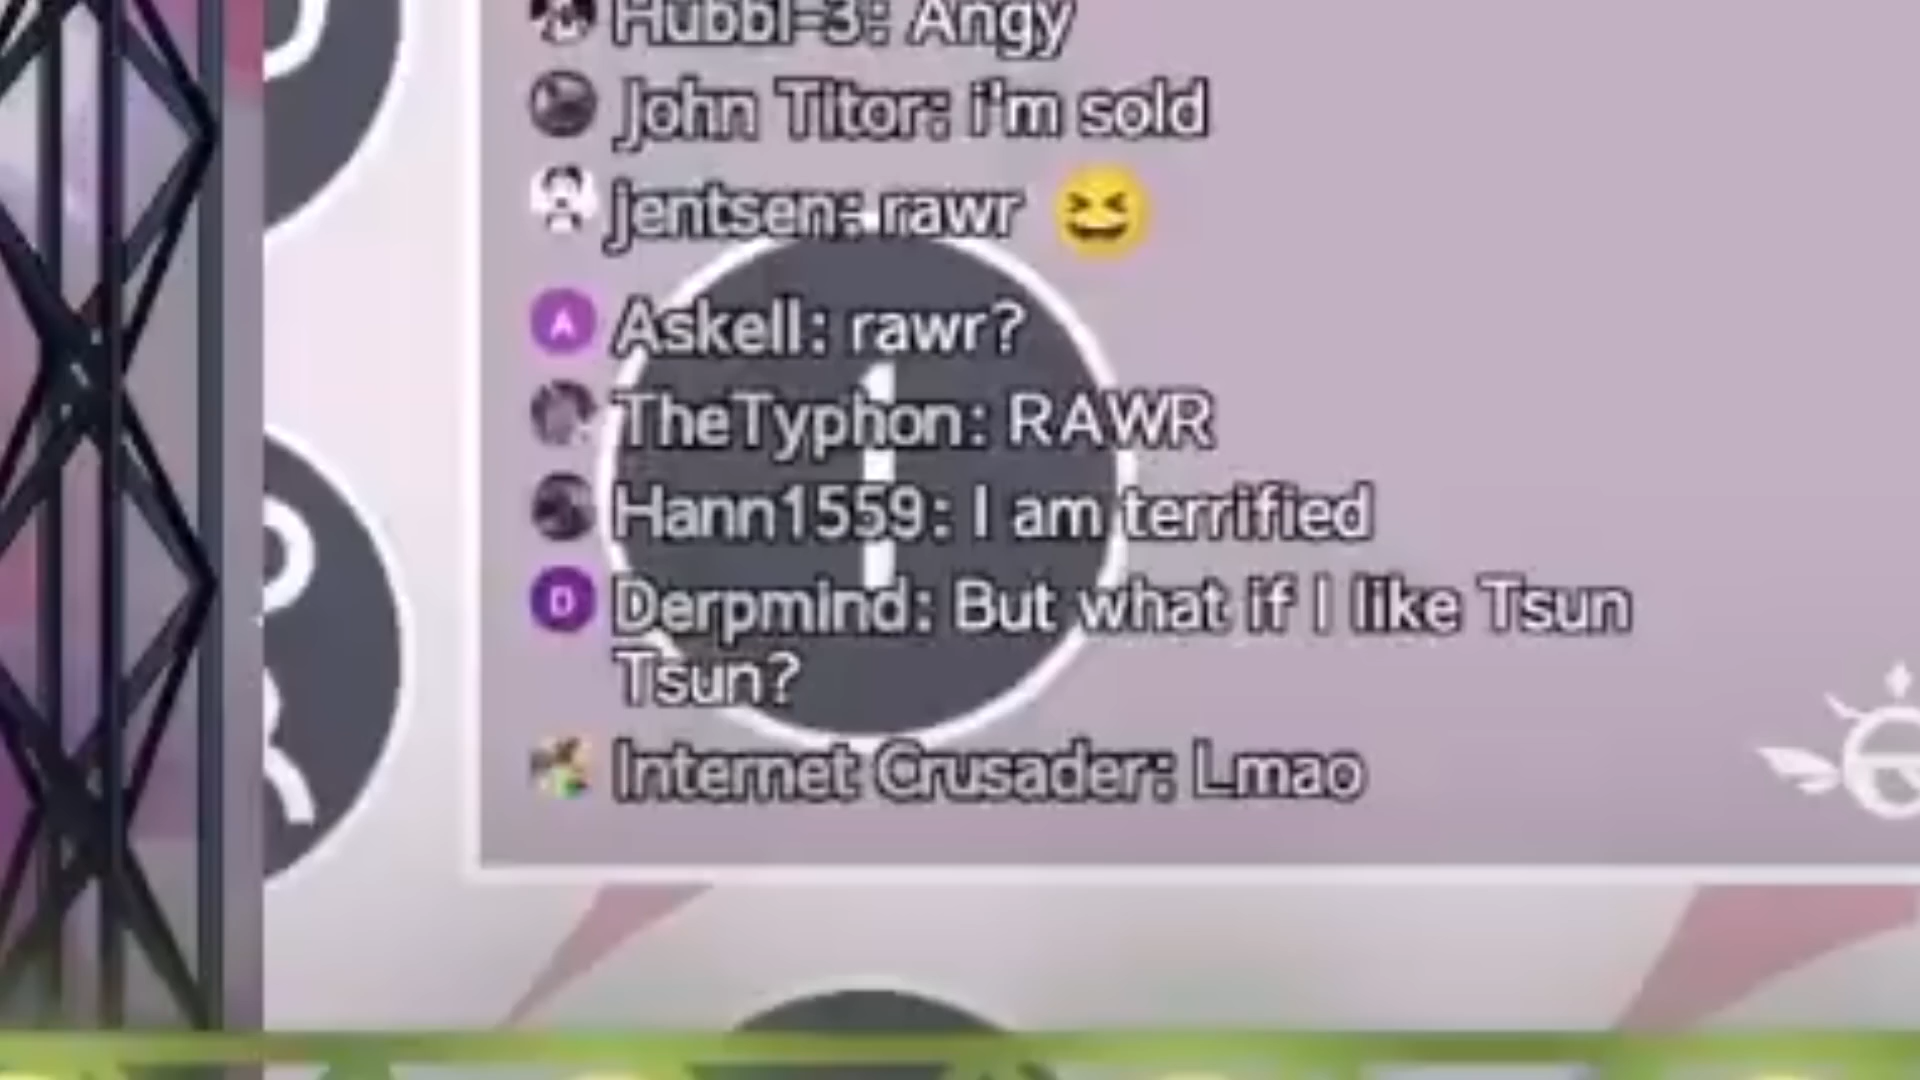 Hubbl-3: Angy
John Titor: i'm sold
jentsen: rawr 😆
A Askell: rawr?
TheTyphon: RAWR
Hann1559: I am terrified
D Derpmind: But what if I like Tsun
Tsun?
Internet Crusader: Lmao